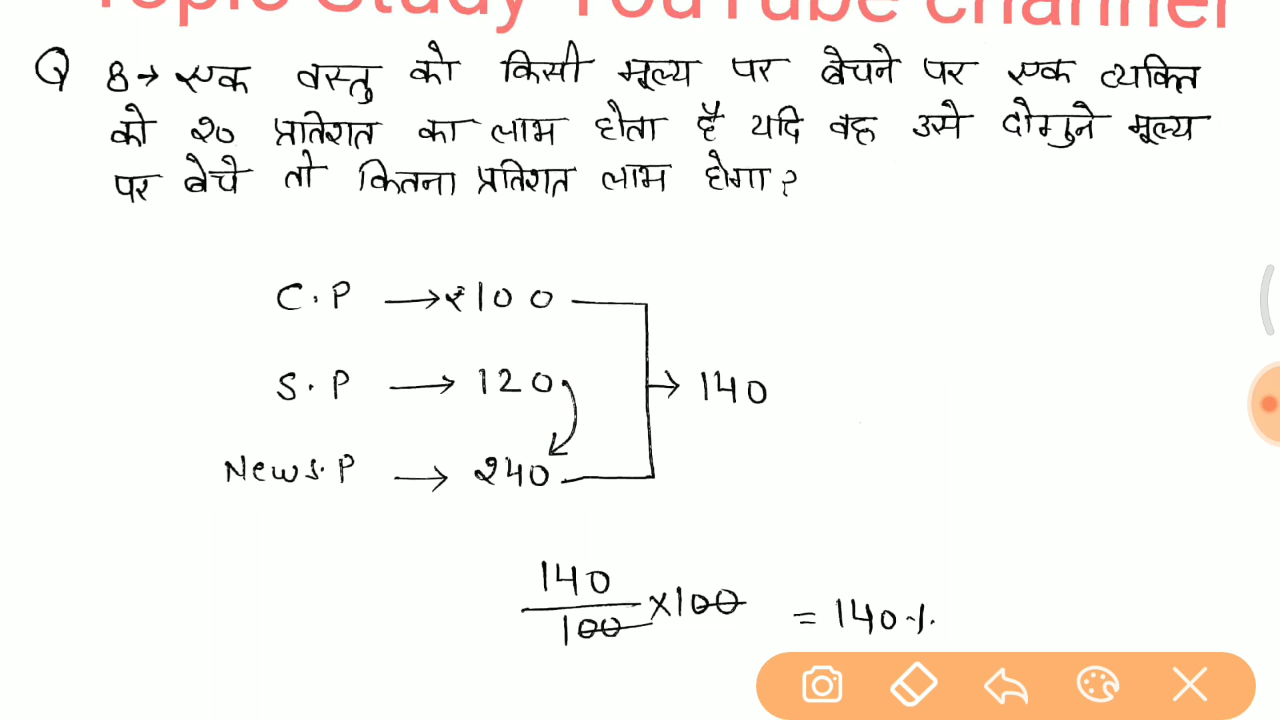 Topic Study YouTube channel
Q 8→ एक वस्तु को किसी मूल्य पर बेचने पर एक व्यक्ति
को २० प्रतिशत का लाभ होता है यदि वह उसे दोगुने मूल्य
पर बेचे तो कितना प्रतिशत लाभ होगा?
C.P → ₹100
S.P → 120 → 140
New S.P → 240
140
100 × 100 = 140%